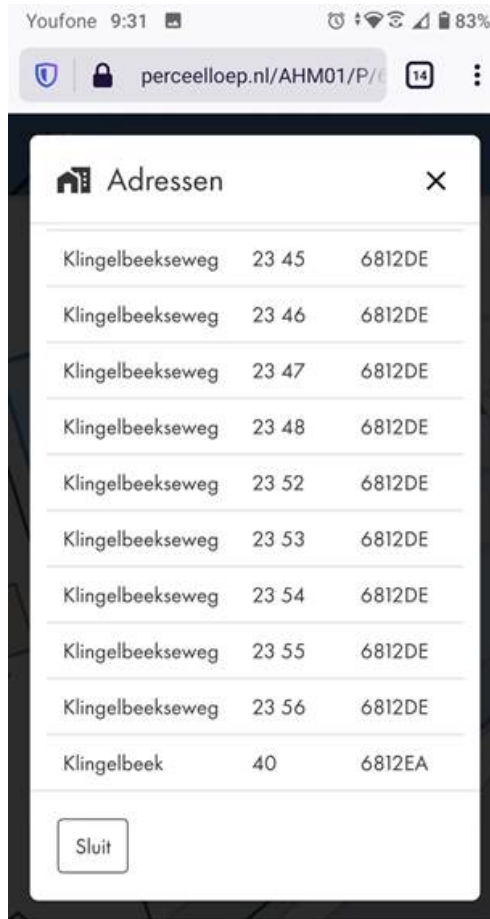 Youfone 9:31 83%
perceelloep.nl/AHM01/P/ 14
Adressen
Klingelbeekseweg 23 45 6812DE
Klingelbeekseweg 23 46 6812DE
Klingelbeekseweg 23 47 6812DE
Klingelbeekseweg 23 48 6812DE
Klingelbeekseweg 23 52 6812DE
Klingelbeekseweg 23 53 6812DE
Klingelbeekseweg 23 54 6812DE
Klingelbeekseweg 23 55 6812DE
Klingelbeekseweg 23 56 6812DE
Klingelbeek 40 6812EA
Sluit